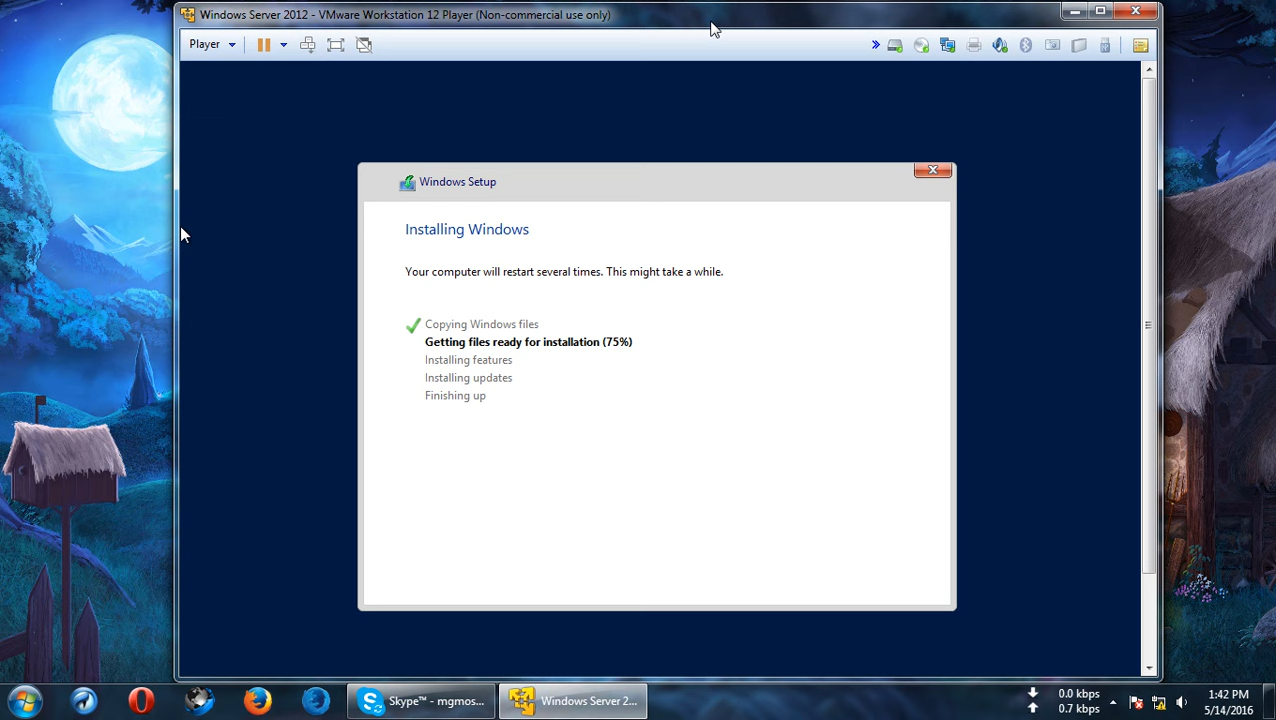 Windows Server 2012 - VMware Workstation 12 Player (Non-commercial use only)
Player
Windows Setup
Installing Windows
Your computer will restart several times. This might take a while.
Copying Windows files
Getting files ready for installation (75%)
Installing features
Installing updates
Finishing up
Skype™ - mgmos...
Windows Server 2...
0.0 kbps
0.7 kbps
1:42 PM
5/14/2016